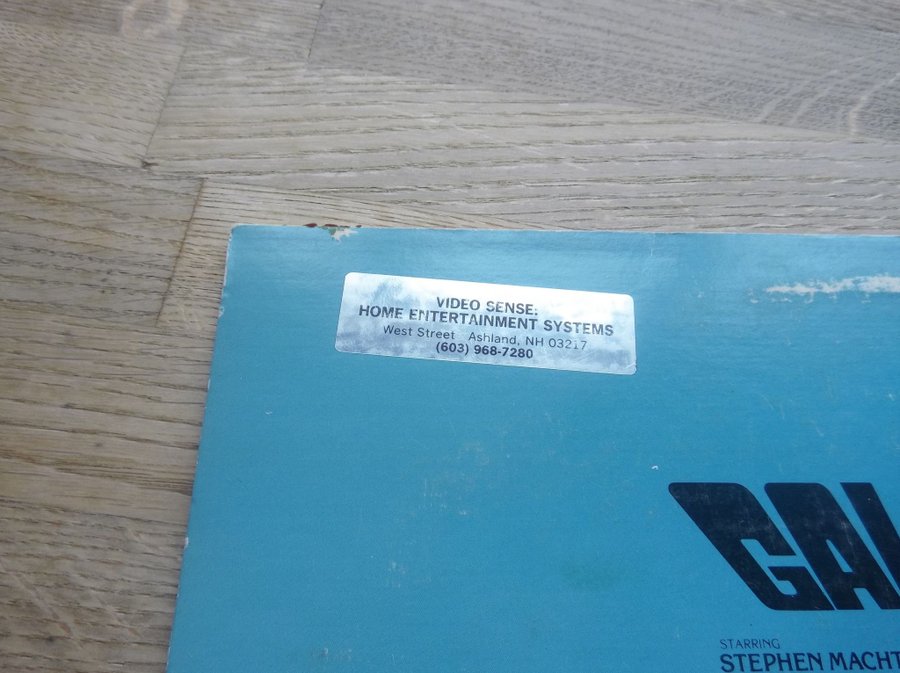 VIDEO SENSE:
HOME ENTERTAINMENT SYSTEMS
West Street Ashland, NH 03217
(603) 968-7280
STARRING
STEPHEN MACHT